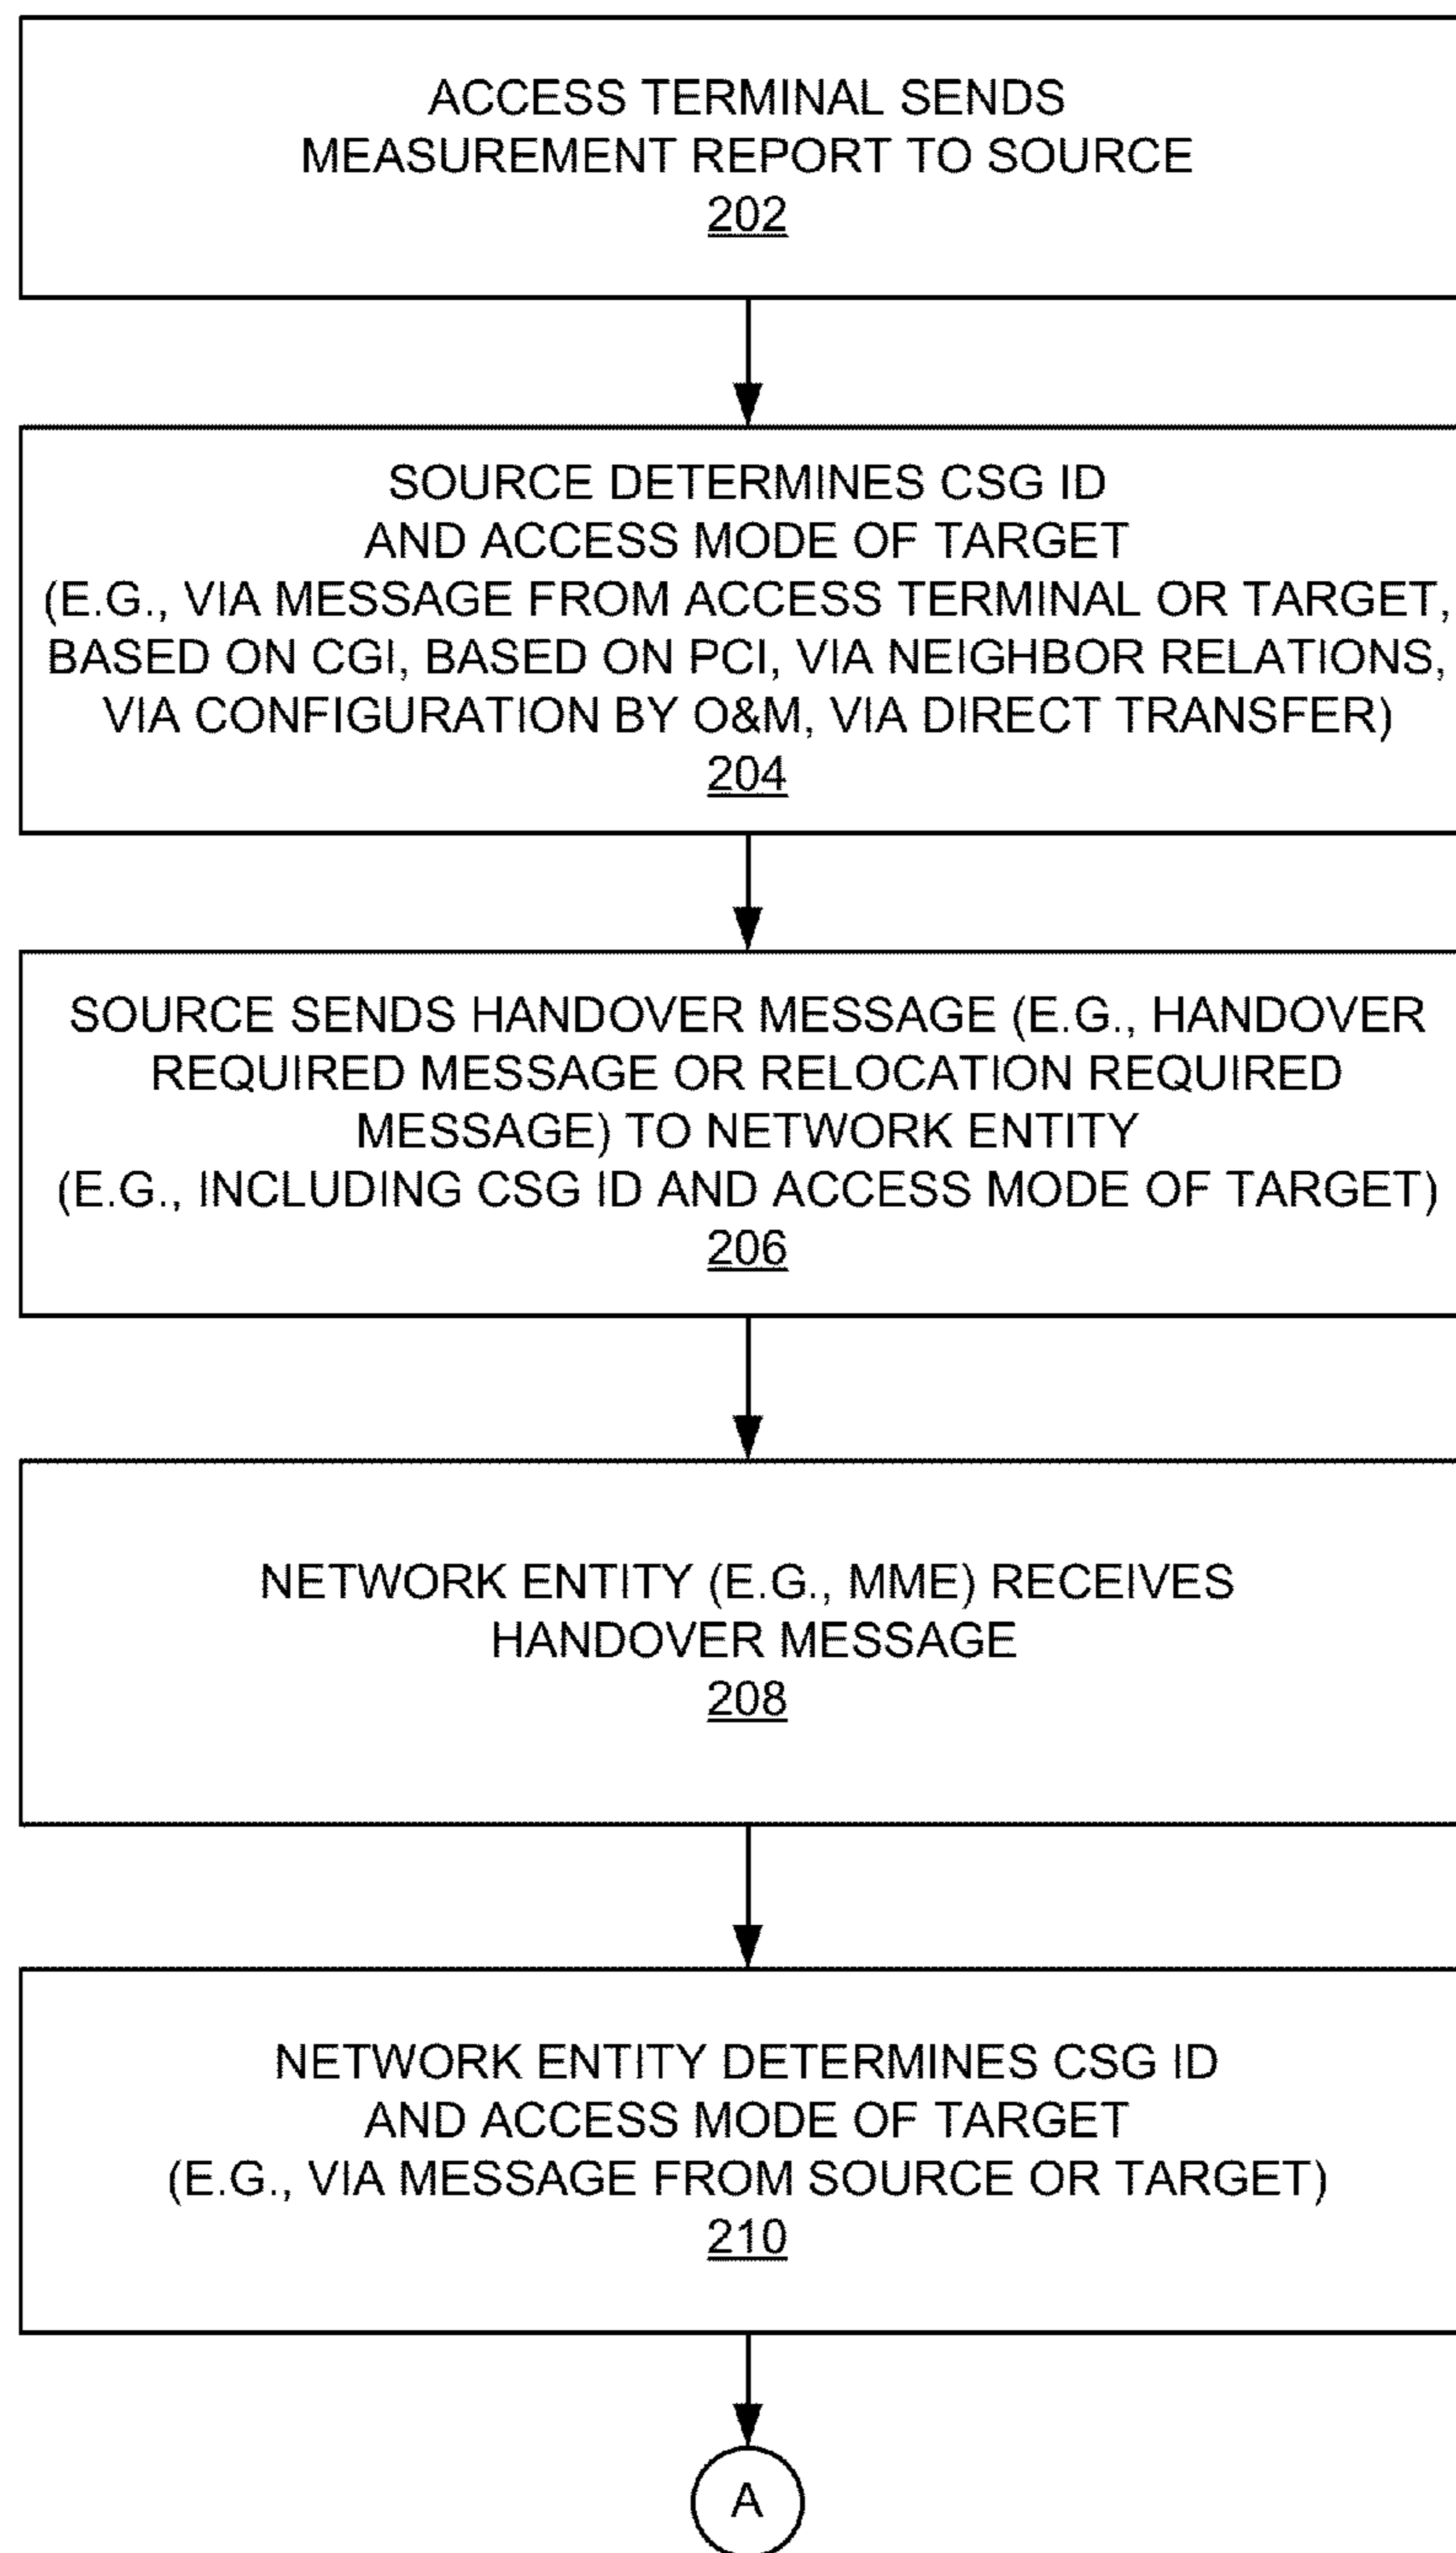 ACCESS TERMINAL SENDS
MEASUREMENT REPORT TO SOURCE
202
SOURCE DETERMINES CSG ID
AND ACCESS MODE OF TARGET
(E.G., VIA MESSAGE FROM ACCESS TERMINAL OR TARGET,
BASED ON CGI, BASED ON PCI, VIA NEIGHBOR RELATIONS,
VIA CONFIGURATION BY O&M, VIA DIRECT TRANSFER)
204
SOURCE SENDS HANDOVER MESSAGE (E.G., HANDOVER
REQUIRED MESSAGE OR RELOCATION REQUIRED
MESSAGE) TO NETWORK ENTITY
(E.G., INCLUDING CSG ID AND ACCESS MODE OF TARGET)
206
NETWORK ENTITY (E.G., MME) RECEIVES
HANDOVER MESSAGE
208
NETWORK ENTITY DETERMINES CSG ID
AND ACCESS MODE OF TARGET
(E.G., VIA MESSAGE FROM SOURCE OR TARGET)
210
A